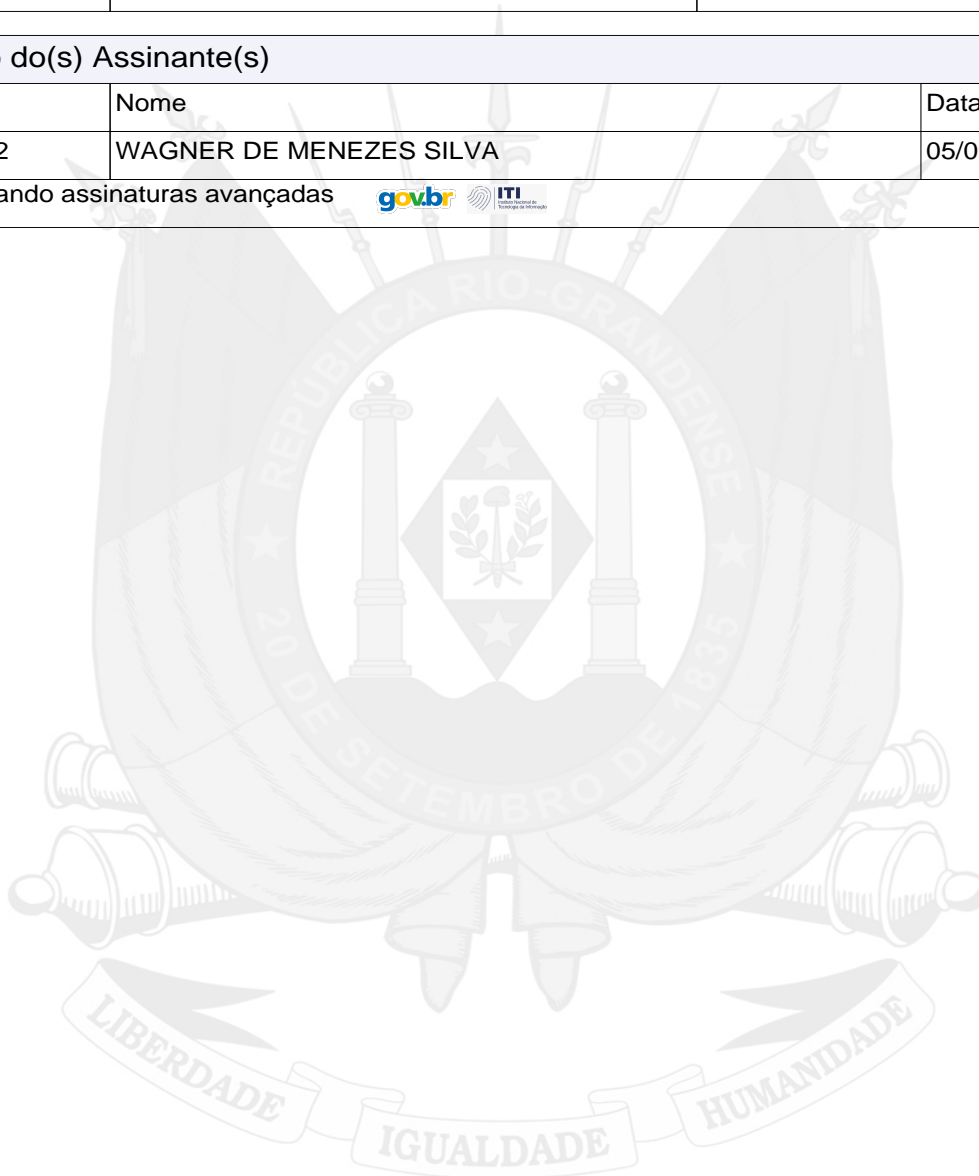 do(s) Assinante(s)
Nome Data
2 WAGNER DE MENEZES SILVA 05/0
ando assinaturas avançadas gov.br ITI
REPÚBLICA RIO-GRANDENSE
20 DE SETEMBRO DE 1835
LIBERDADE IGUALDADE HUMANIDADE